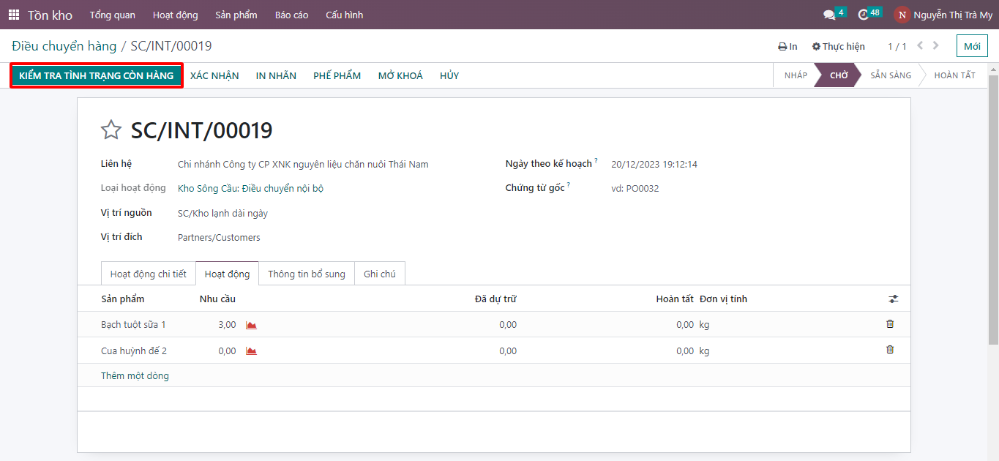 Tồn kho Tổng quan Hoạt động Sản phẩm Báo cáo Cấu hình 4 48 N Nguyễn Thị Trà My
Điều chuyển hàng / SC/INT/00019 In Thực hiện 1 / 1 Mới
KIỂM TRA TÌNH TRẠNG CÒN HÀNG XÁC NHẬN IN NHÃN PHẾ PHẨM MỞ KHOÁ HỦY NHÁP CHỜ SẴN SÀNG HOÀN TẤT
SC/INT/00019
Liên hệ Chi nhánh Công ty CP XNK nguyên liệu chăn nuôi Thái Nam Ngày theo kế hoạch ? 20/12/2023 19:12:14
Loại hoạt động Kho Sông Cầu: Điều chuyển nội bộ Chứng từ gốc ? vd: PO0032
Vị trí nguồn SC/Kho lạnh dài ngày
Vị trí đích Partners/Customers
Hoạt động chi tiết Hoạt động Thông tin bổ sung Ghi chú
Sản phẩm Nhu cầu Đã dự trữ Hoàn tất Đơn vị tính
Bạch tuột sữa 1 3,00 0,00 0,00 kg
Cua huỳnh đế 2 0,00 0,00 0,00 kg
Thêm một dòng